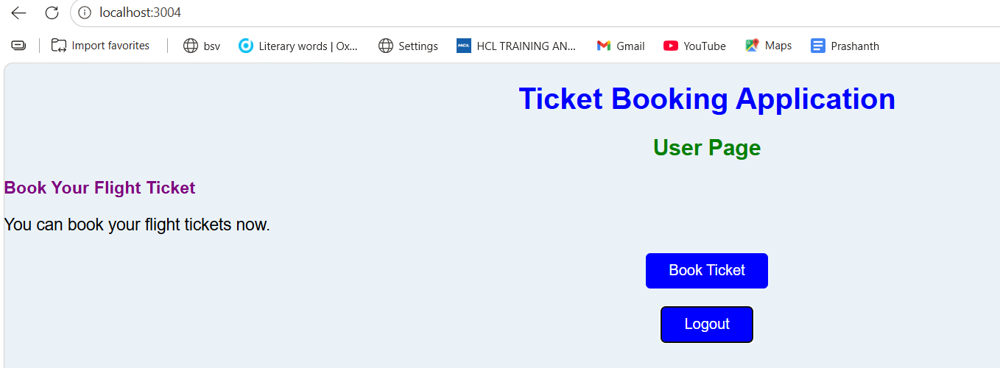 localhost:3004
Import favorites bsv Literary words | Ox... Settings HCL HCL TRAINING AN... Gmail YouTube Maps Prashanth
Ticket Booking Application
User Page
Book Your Flight Ticket
You can book your flight tickets now.
Book Ticket
Logout